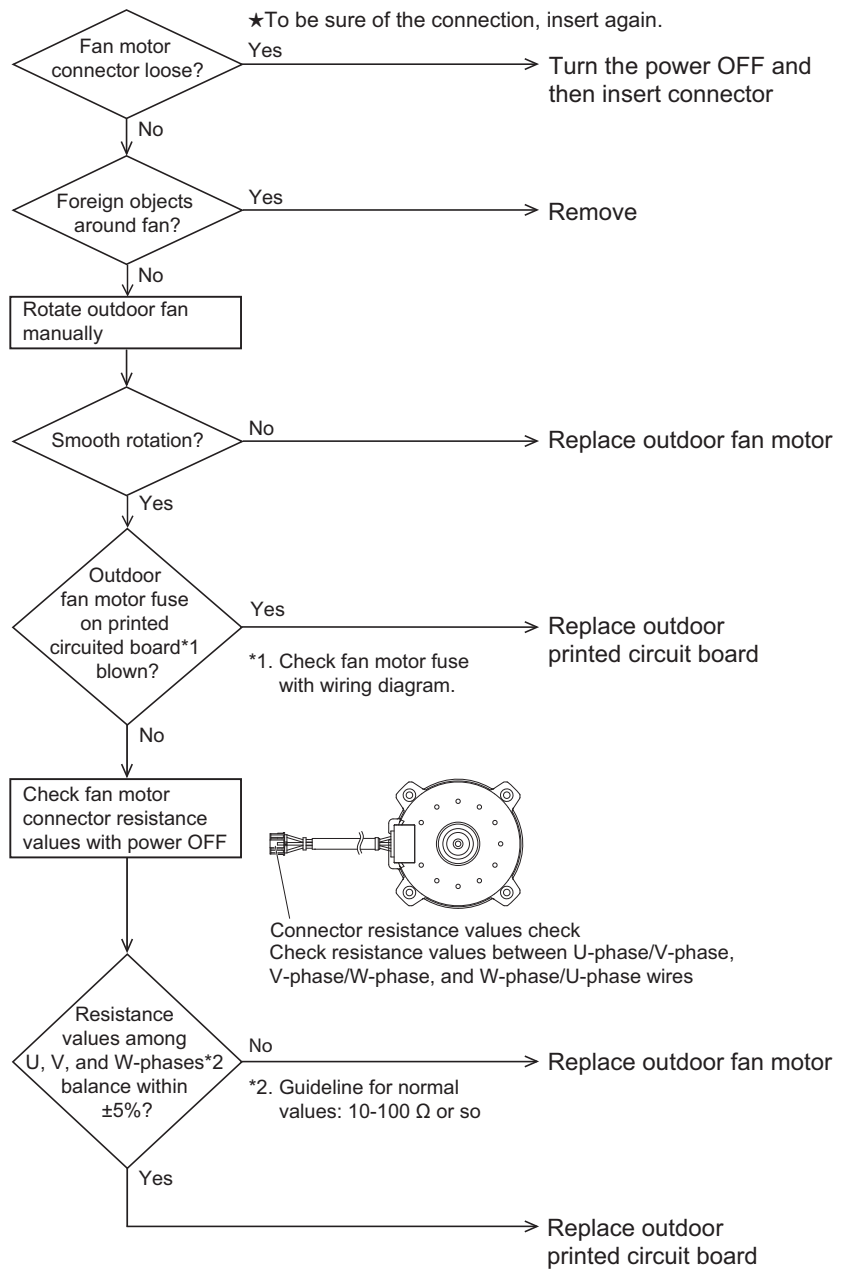 ★To be sure of the connection, insert again.
Fan motor
connector loose?
Yes
Turn the power OFF and
then insert connector
No
Foreign objects
around fan?
Yes
Remove
No
Rotate outdoor fan
manually
Smooth rotation?
No
Replace outdoor fan motor
Yes
Outdoor
fan motor fuse
on printed
circuited board*1
blown?
Yes
Replace outdoor
printed circuit board
*1. Check fan motor fuse
with wiring diagram.
No
Check fan motor
connector resistance
values with power OFF
Connector resistance values check
Check resistance values between U-phase/V-phase,
V-phase/W-phase, and W-phase/U-phase wires
Resistance
values among
U, V, and W-phases*2
balance within
±5%?
No
Replace outdoor fan motor
*2. Guideline for normal
values: 10-100 Ω or so
Yes
Replace outdoor
printed circuit board